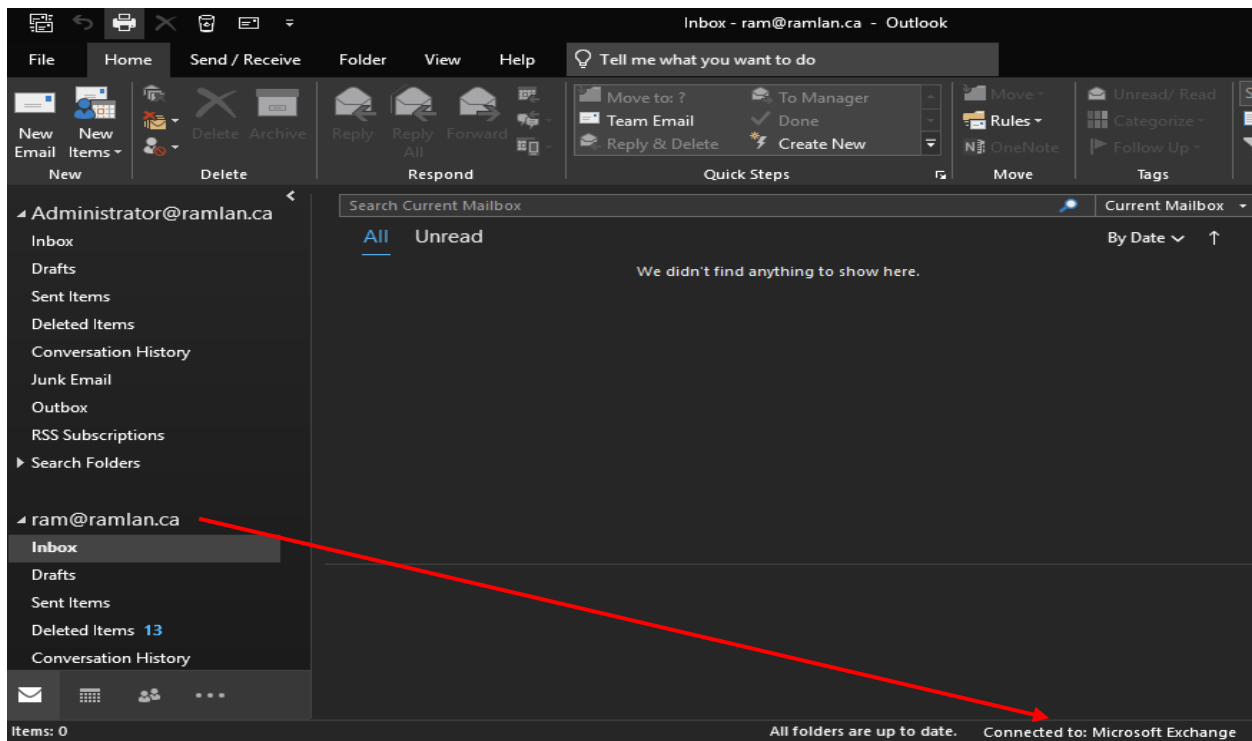 Inbox - ram@ramlan.ca - Outlook
File Home Send / Receive Folder View Help Tell me what you want to do
New Email
New Items
Delete Archive
Reply Reply All Forward
Move to: ? To Manager
Team Email Done
Reply & Delete Create New
Move
Rules
OneNote
Unread/ Read
Categorize
Follow Up
New Delete Respond Quick Steps Move Tags
Administrator@ramlan.ca
Inbox
Drafts
Sent Items
Deleted Items
Conversation History
Junk Email
Outbox
RSS Subscriptions
Search Folders
ram@ramlan.ca
Inbox
Drafts
Sent Items
Deleted Items 13
Conversation History
Search Current Mailbox Current Mailbox
All Unread By Date
We didn't find anything to show here.
Items: 0 All folders are up to date. Connected to: Microsoft Exchange